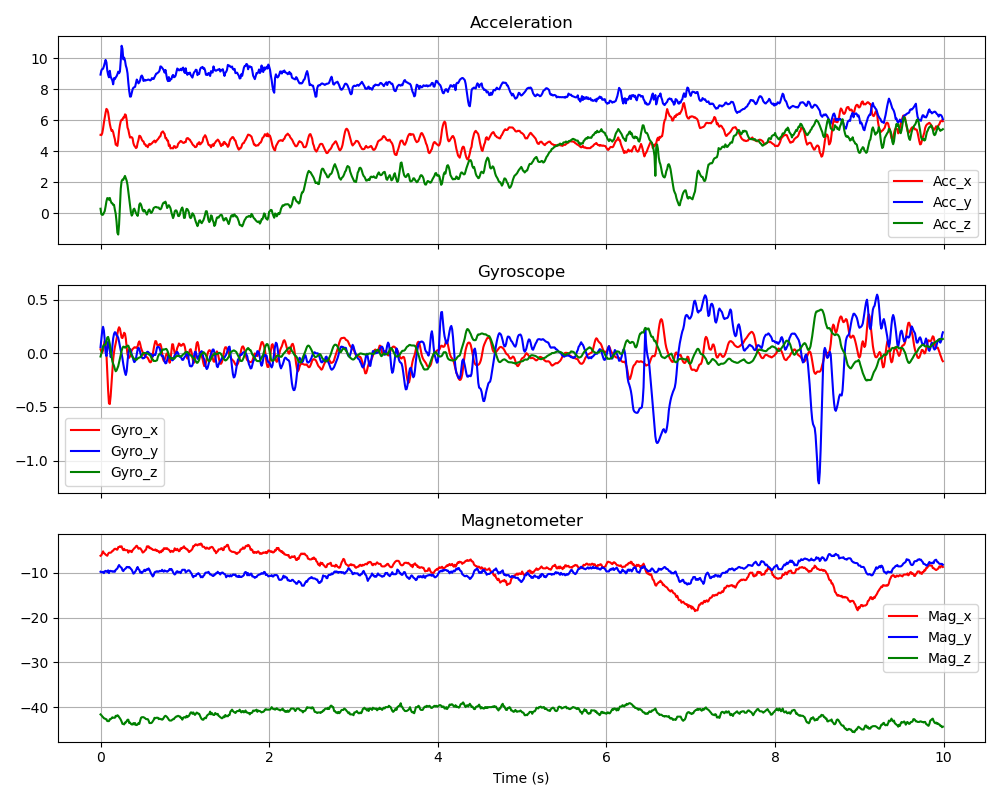 Acceleration
10
8
6
4
2
0
Acc_x
Acc_y
Acc_z
Gyroscope
0.5
0.0
−0.5
−1.0
Gyro_x
Gyro_y
Gyro_z
Magnetometer
−10
−20
−30
−40
Mag_x
Mag_y
Mag_z
0 2 4 6 8 10
Time (s)